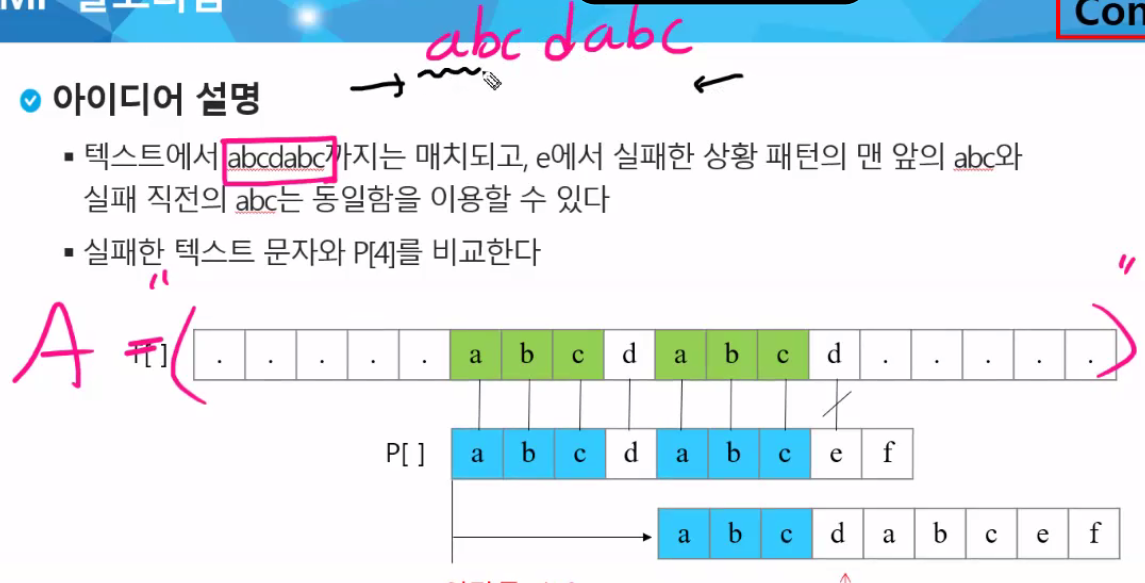 abcdabc
아이디어 설명
텍스트에서 abcdabc까지는 매치되고, e에서 실패한 상황 패턴의 맨 앞의 abc와
실패 직전의 abc는 동일함을 이용할 수 있다
실패한 텍스트 문자와 P[4]를 비교한다
" "
A = ( . . . . . a b c d a b c d . . . . . )
P[ ] a b c d a b c e f
a b c d a b c e f